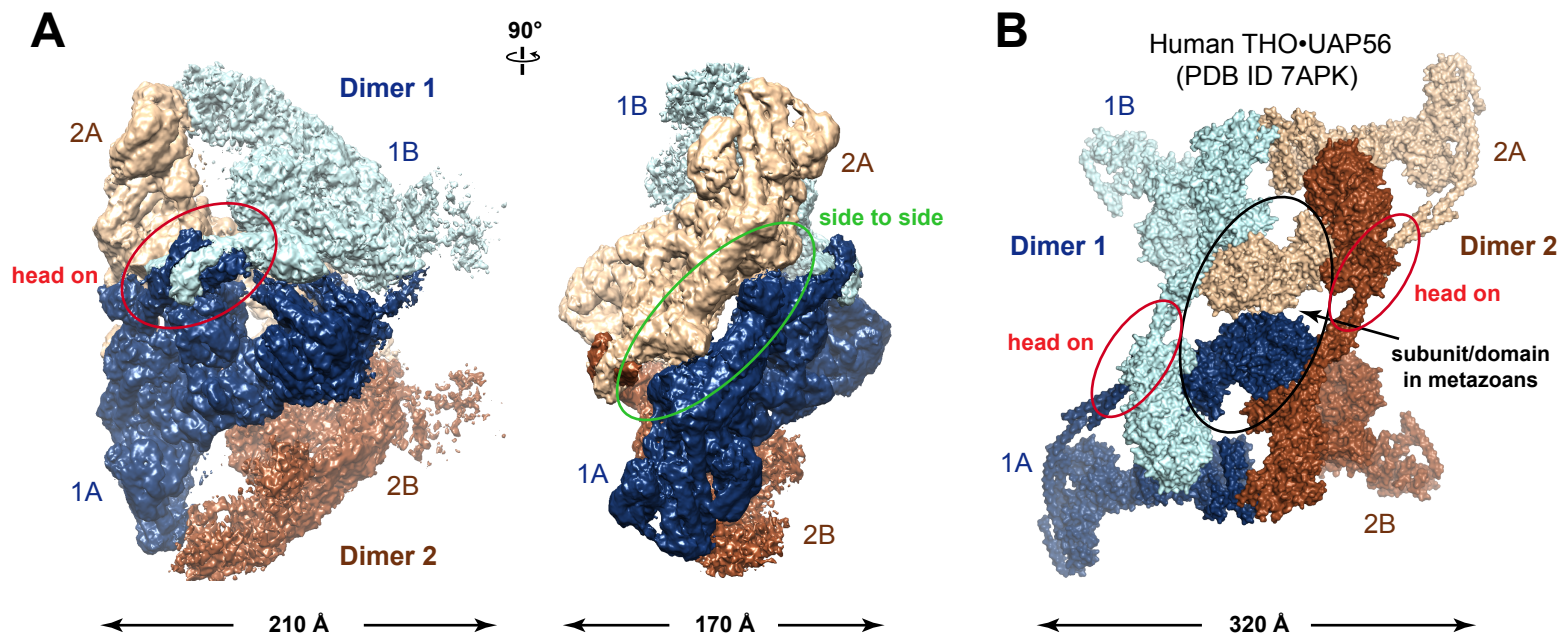 A
90°
Dimer 1
2A
1B
head on
1A
2B
Dimer 2
210 Å
1B
2A
side to side
1A
2B
170 Å
B
Human THO•UAP56
(PDB ID 7APK)
1B
2A
Dimer 1
Dimer 2
head on
head on
subunit/domain
in metazoans
1A
2B
320 Å